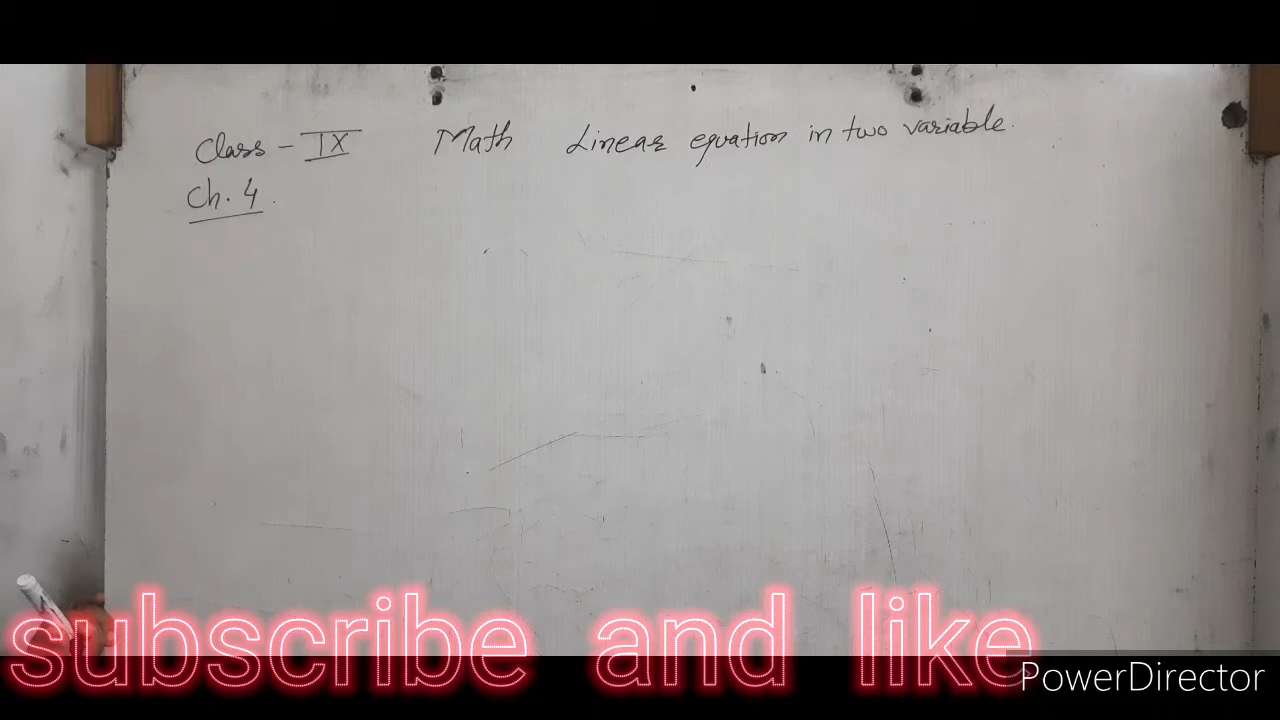 Class - IX Math Linear equation in two variable.
Ch. 4.
subscribe and like
PowerDirector